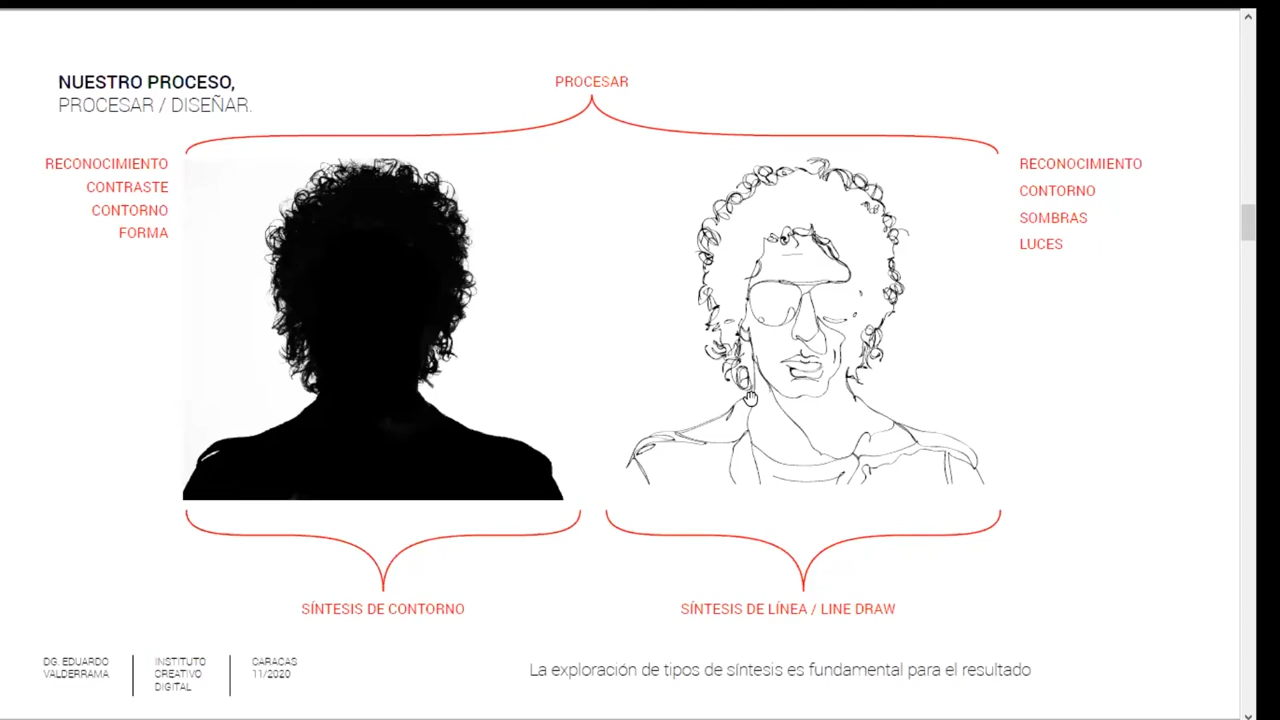 NUESTRO PROCESO,
PROCESAR / DISEÑAR.
PROCESAR
RECONOCIMIENTO
CONTRASTE
CONTORNO
FORMA
RECONOCIMIENTO
CONTORNO
SOMBRAS
LUCES
SÍNTESIS DE CONTORNO
SÍNTESIS DE LÍNEA / LINE DRAW
DG. EDUARDO
VALDERRAMA
INSTITUTO
CREATIVO
DIGITAL
CARACAS
11/2020
La exploración de tipos de síntesis es fundamental para el resultado